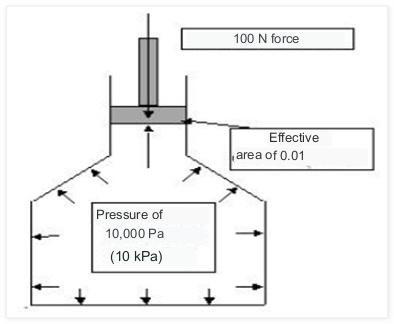 100 N force
Effective
area of 0.01
Pressure of
10,000 Pa
(10 kPa)